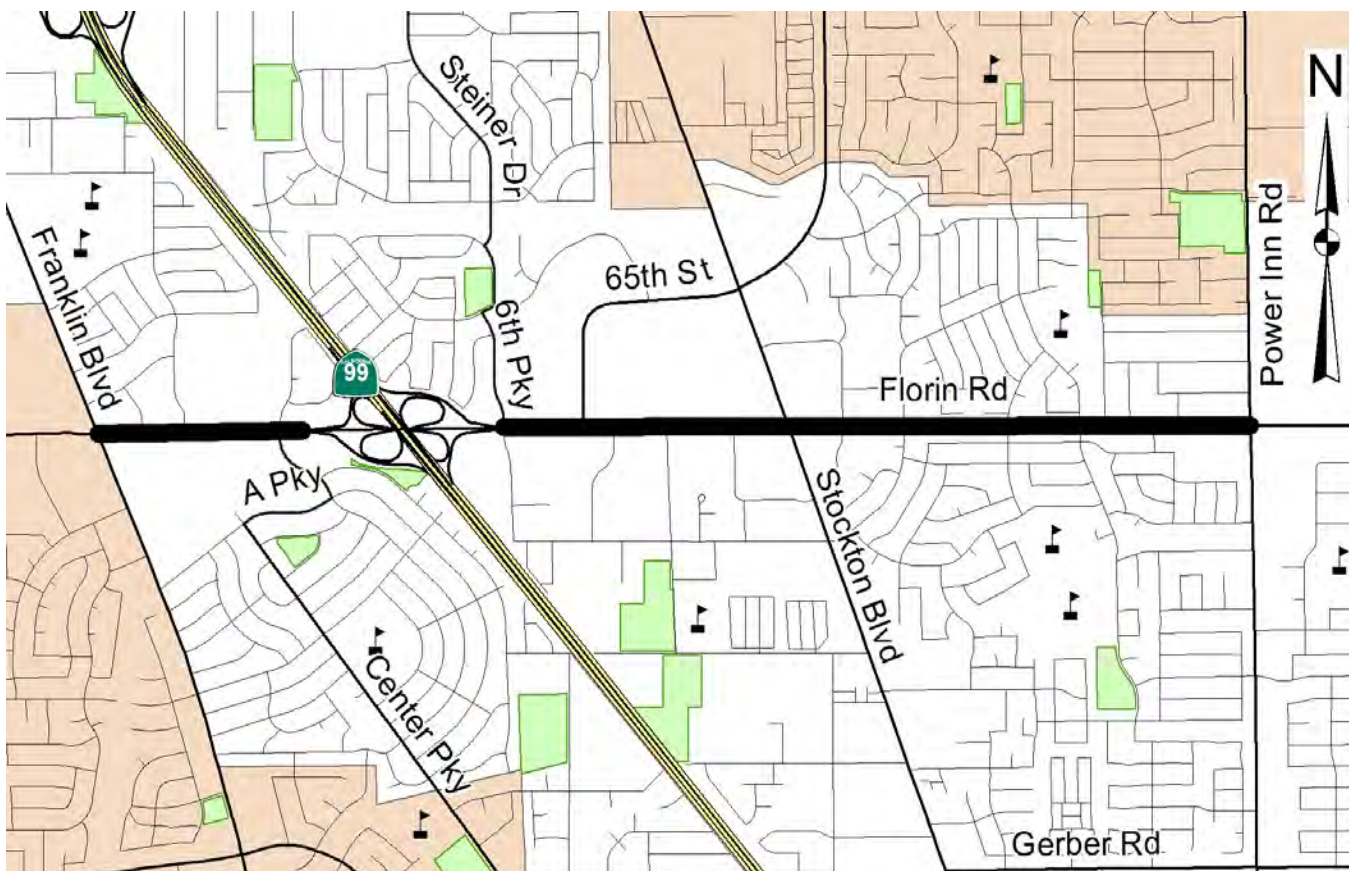 Steiner Dr
N
Franklin Blvd
65th St
6th Pky
Power Inn Rd
99
Florin Rd
A Pky
Stockton Blvd
Center Pky
Gerber Rd